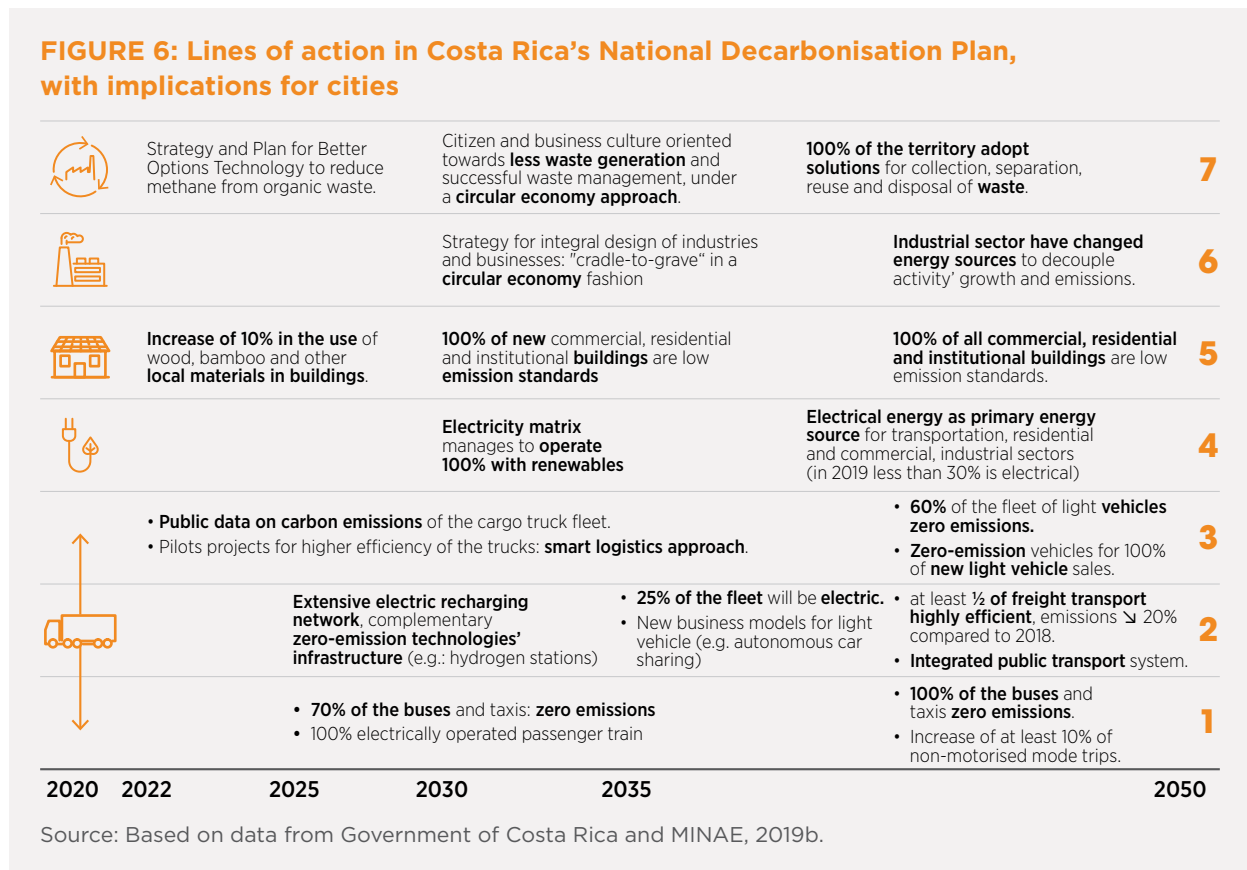 FIGURE 6: Lines of action in Costa Rica's National Decarbonisation Plan,
with implications for cities
Strategy and Plan for Better
Options Technology to reduce
methane from organic waste.
Citizen and business culture oriented
towards less waste generation and
successful waste management, under
a circular economy approach.
100% of the territory adopt
solutions for collection, separation,
reuse and disposal of waste.
7
Strategy for integral design of industries
and businesses: "cradle-to-grave“ in a
circular economy fashion
Industrial sector have changed
energy sources to decouple
activity’ growth and emissions.
6
Increase of 10% in the use of
wood, bamboo and other
local materials in buildings.
100% of new commercial, residential
and institutional buildings are low
emission standards
100% of all commercial, residential
and institutional buildings are low
emission standards.
5
Electricity matrix
manages to operate
100% with renewables
Electrical energy as primary energy
source for transportation, residential
and commercial, industrial sectors
(in 2019 less than 30% is electrical)
4
• Public data on carbon emissions of the cargo truck fleet.
• Pilots projects for higher efficiency of the trucks: smart logistics approach.
• 60% of the fleet of light vehicles
zero emissions.
• Zero-emission vehicles for 100%
of new light vehicle sales.
3
Extensive electric recharging
network, complementary
zero-emission technologies’
infrastructure (e.g.: hydrogen stations)
• 25% of the fleet will be electric.
• New business models for light
vehicle (e.g. autonomous car
sharing)
• at least ½ of freight transport
highly efficient, emissions ↘ 20%
compared to 2018.
• Integrated public transport system.
2
• 70% of the buses and taxis: zero emissions
• 100% electrically operated passenger train
• 100% of the buses and
taxis zero emissions.
• Increase of at least 10% of
non-motorised mode trips.
1
2020 2022 2025 2030 2035 2050
Source: Based on data from Government of Costa Rica and MINAE, 2019b.